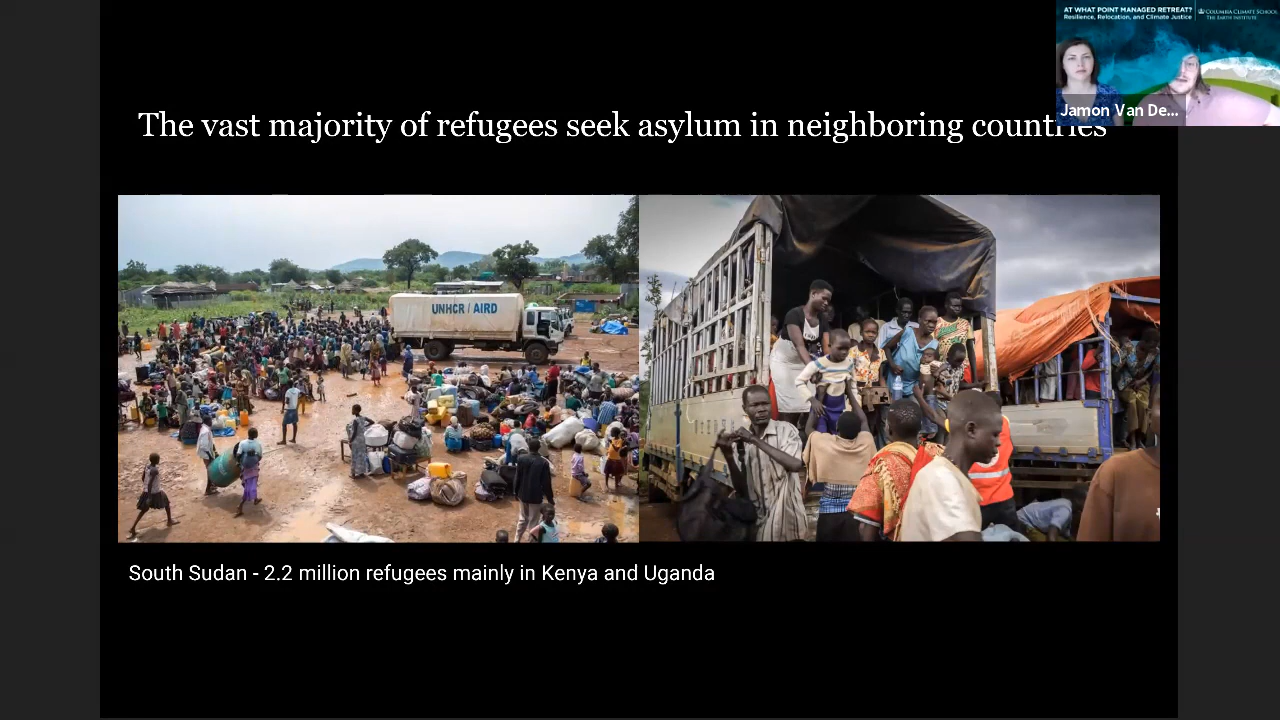 AT WHAT POINT MANAGED RETREAT?
Resilience, Relocation, and Climate Justice
COLUMBIA CLIMATE SCHOOL
THE EARTH INSTITUTE
Jamon Van De...
The vast majority of refugees seek asylum in neighboring countries
UNHCR / AIRD
South Sudan - 2.2 million refugees mainly in Kenya and Uganda